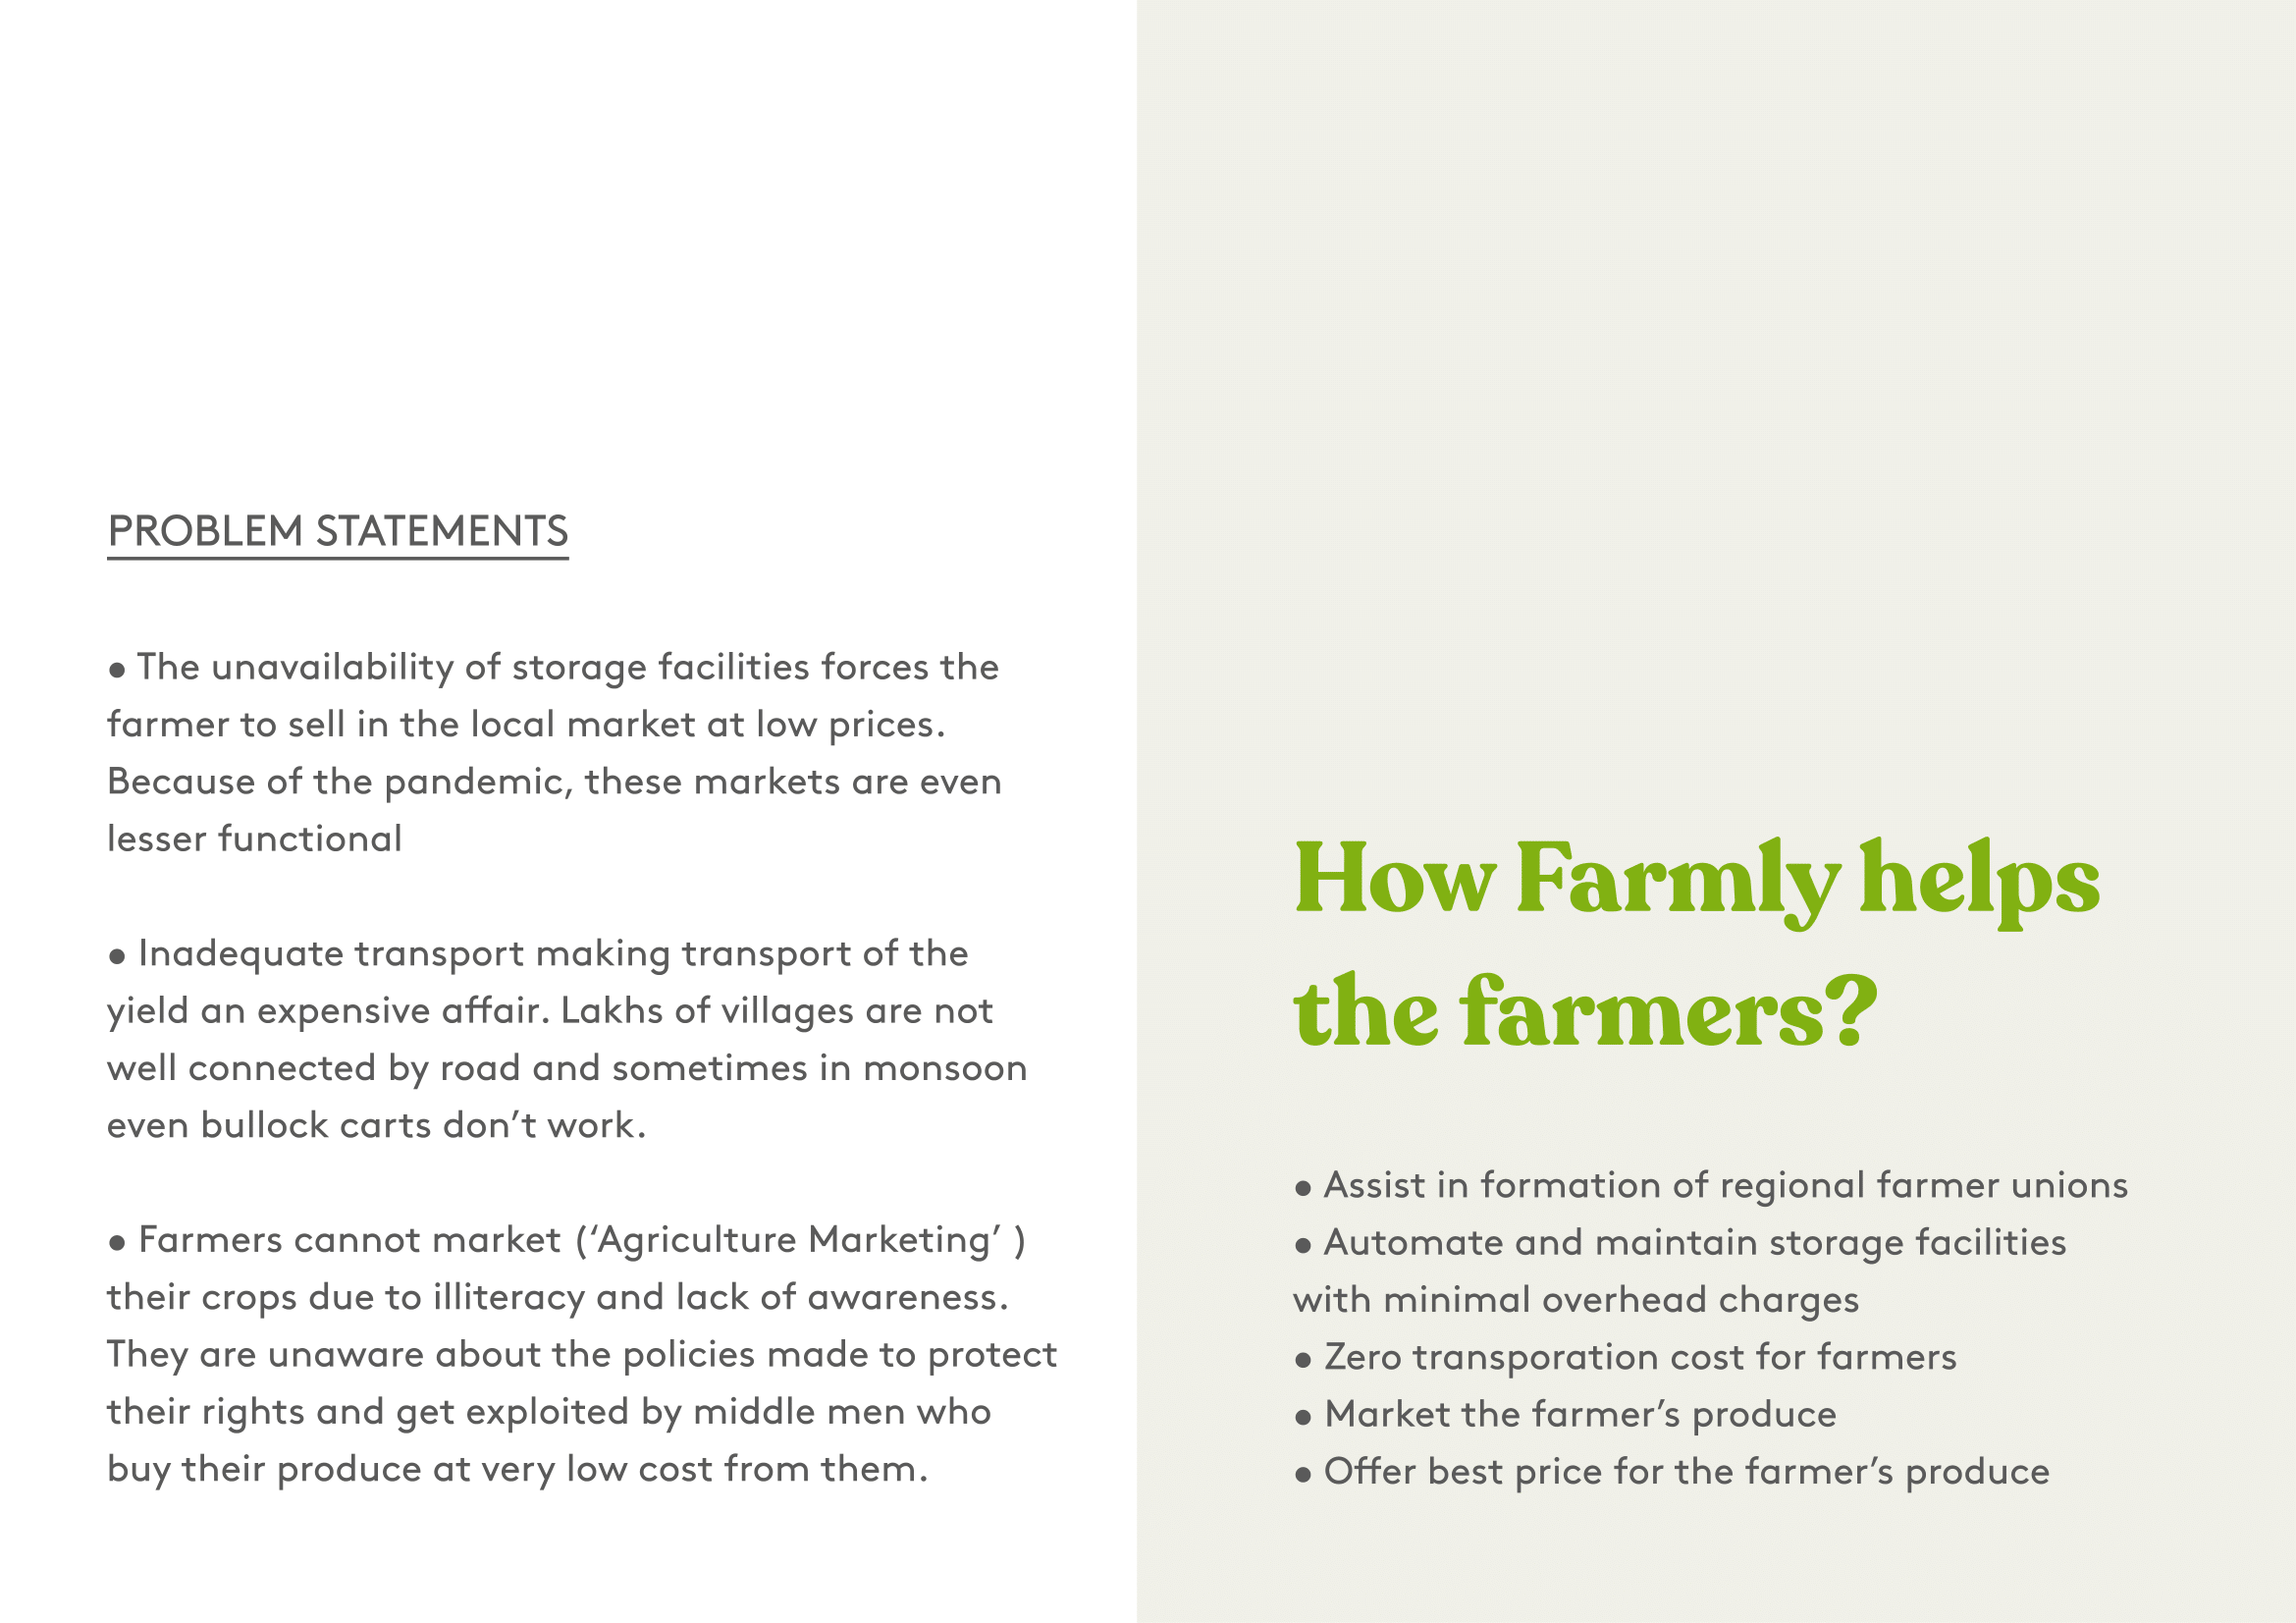 PROBLEM STATEMENTS
• The unavailability of storage facilities forces the
farmer to sell in the local market at low prices.
Because of the pandemic, these markets are even
lesser functional
• Inadequate transport making transport of the
yield an expensive affair. Lakhs of villages are not
well connected by road and sometimes in monsoon
even bullock carts don’t work.
• Farmers cannot market (‘Agriculture Marketing’ )
their crops due to illiteracy and lack of awareness.
They are unaware about the policies made to protect
their rights and get exploited by middle men who
buy their produce at very low cost from them.
How Farmly helps
the farmers?
• Assist in formation of regional farmer unions
• Automate and maintain storage facilities
with minimal overhead charges
• Zero transporation cost for farmers
• Market the farmer’s produce
• Offer best price for the farmer’s produce